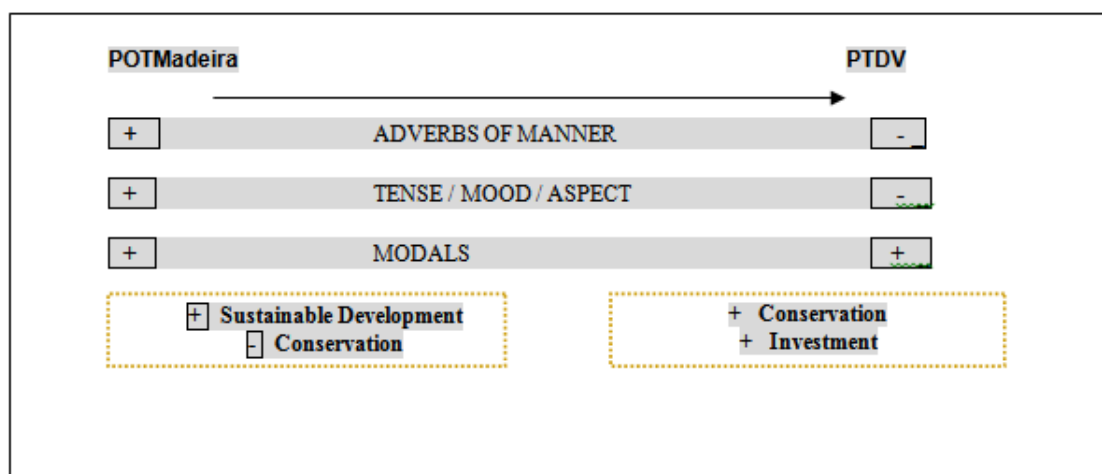 POTMadeira PTDV
+ ADVERBS OF MANNER -
+ TENSE / MOOD / ASPECT -
+ MODALS +
+ Sustainable Development
- Conservation
+ Conservation
+ Investment